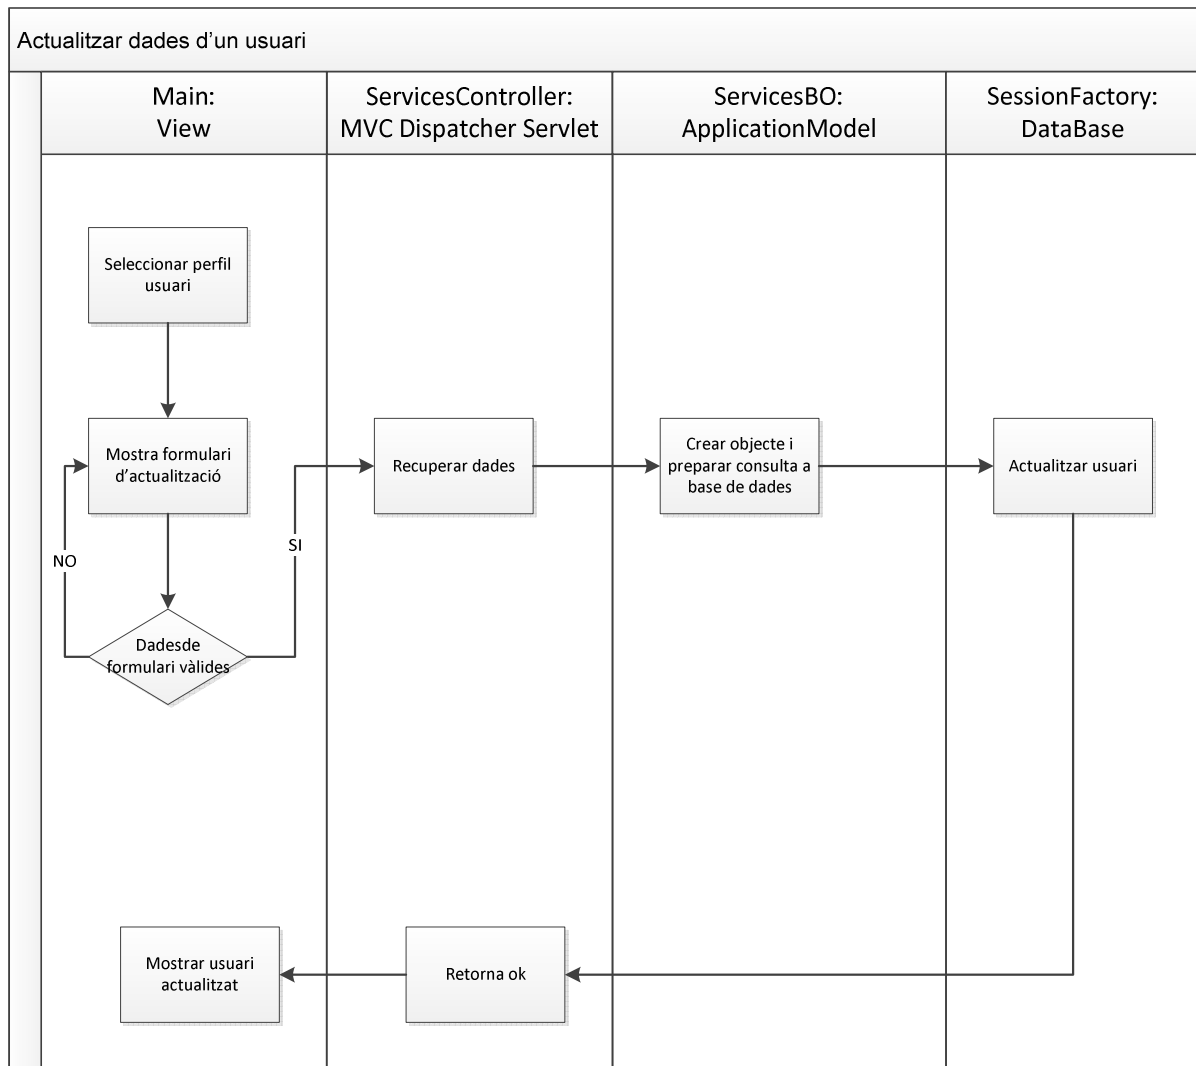 Actualitzar dades d’un usuari
Main:
View
ServicesController:
MVC Dispatcher Servlet
ServicesBO:
ApplicationModel
SessionFactory:
DataBase
Seleccionar perfil
usuari
Mostra formulari
d’actualització
Recuperar dades
Crear objecte i
preparar consulta a
base de dades
Actualitzar usuari
NO
SI
Dadesde
formulari vàlides
Mostrar usuari
actualitzat
Retorna ok